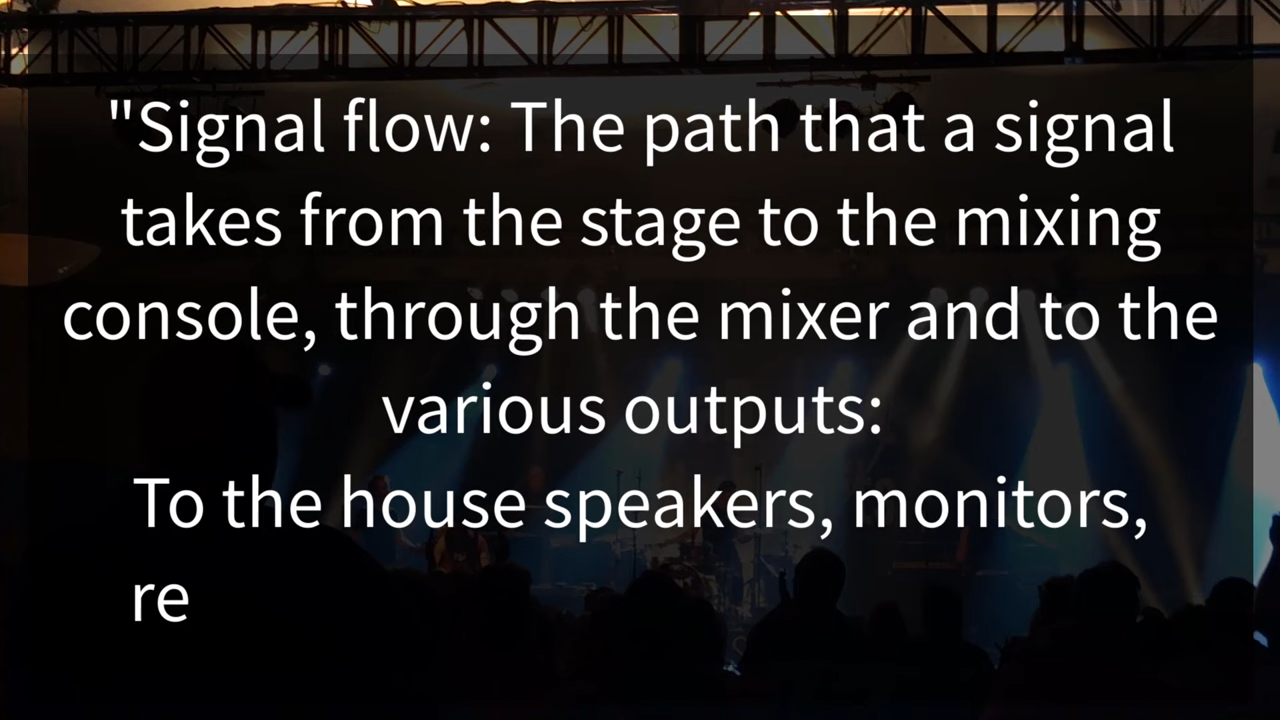 "Signal flow: The path that a signal
takes from the stage to the mixing
console, through the mixer and to the
various outputs:
To the house speakers, monitors,
re